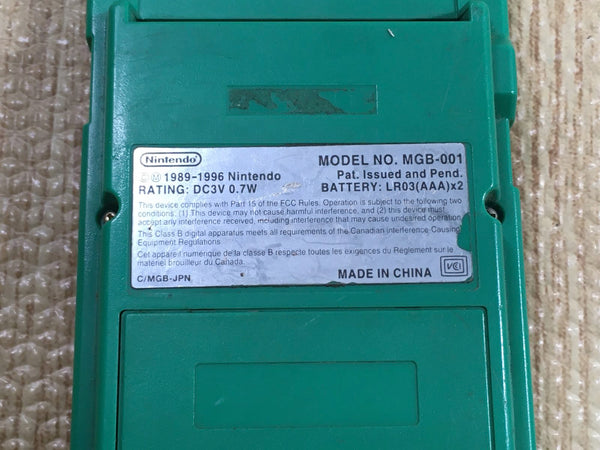 Nintendo
MODEL NO. MGB-001
©Ⓜ 1989-1996 Nintendo
Pat. Issued and Pend.
RATING: DC3V 0.7W
BATTERY: LR03(AAA)x2
This device complies with Part 15 of the FCC Rules. Operation is subject to the following two
conditions: (1) This device may not cause harmful interference, and (2) this device must
accept any interference received, including interference that may cause undesired operation.
This Class B digital apparatus meets all requirements of the Canadian Interference Causing
Equipment Regulations.
Cet appareil numérique de la classe B respecte toutes les exigences du Reglement sur le
matériel brouilleur du Canada.
C/MGB-JPN
MADE IN CHINA
VCI